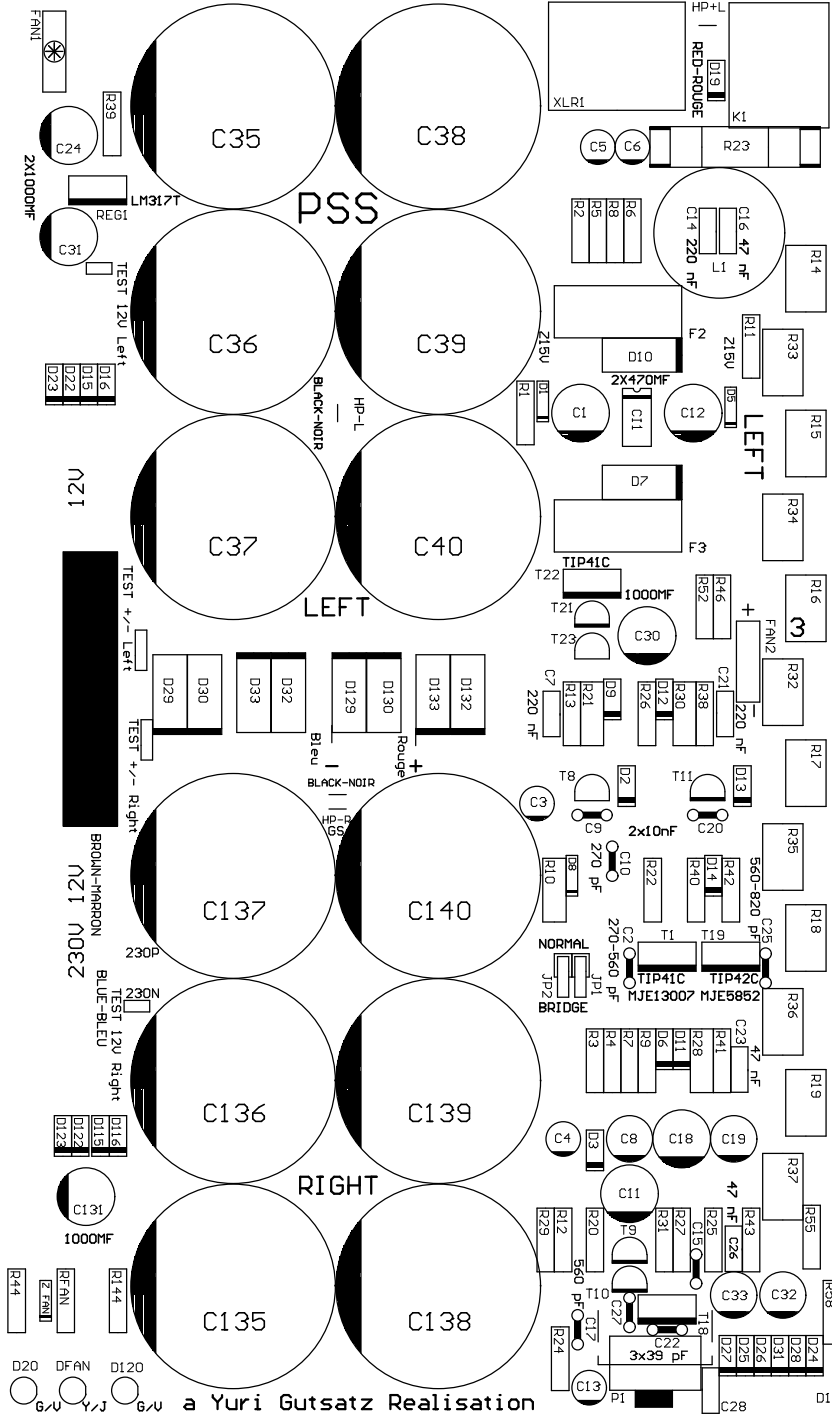 FAN1
C35
C38
HP+L
RED-ROUGE
D19
XLR1
K1
R39
C24
2X1000MF
C5
C6
R23
LM317T
REG1
PSS
C31
R2
R5
R8
R6
C14
220 nF
C16
47 nF
L1
R14
TEST 12V Left
C36
C39
F2
215V
D10
R11
215V
R33
D23
D22
D15
D16
BLACK-NOIR
HP-L
2X470MF
R1
D1
C1
CI1
C12
D5
LEFT
R15
12V
C37
C40
D7
F3
R34
TIP41C
T22
TEST +/- Left
LEFT
T21
1000MF
T23
C30
R52
R46
+
FAN2
-
R16
3
D29
D30
D33
D32
D129
D130
D133
D132
C7
220 nF
R13
R21
D9
R26
D12
R30
R38
C21
220 nF
R32
TEST +/- Right
Bleu
-
Rouge
+
BLACK-NOIR
HP-R
GS
T8
D2
T11
D13
R17
C3
C9
C20
2x10nF
BROWN-MARRON
230V 12V
C137
C140
270 pF
C10
R10
D8
R22
R40
D14
R42
560-820 pF
R35
230P
NORMAL
JP2
JP1
BRIDGE
270-560 pF
C2
T1
T19
C25
TIP41C
TIP42C
MJE13007
MJE5852
R18
230N
BLUE-BLEU
TEST 12V Right
R36
C136
C139
R3
R4
R7
R9
D6
D11
R28
R41
C23
47 nF
R19
D123
D122
D115
D116
C4
D3
C8
C18
C19
RIGHT
C131
1000MF
C11
47 nF
R37
R29
R12
R20
T9
R31
R27
C15
R25
C26
R43
R55
R44
Z FAN
RFAN
R144
C135
C138
560 pF
T10
C27
C33
C32
R58
C17
T18
C22
3x39 pF
R24
D27
D25
D26
D31
D28
D24
D20
DFAN
D120
G/V
Y/J
G/V
a Yuri Gutsatz Realisation
C13
P1
C28
D1